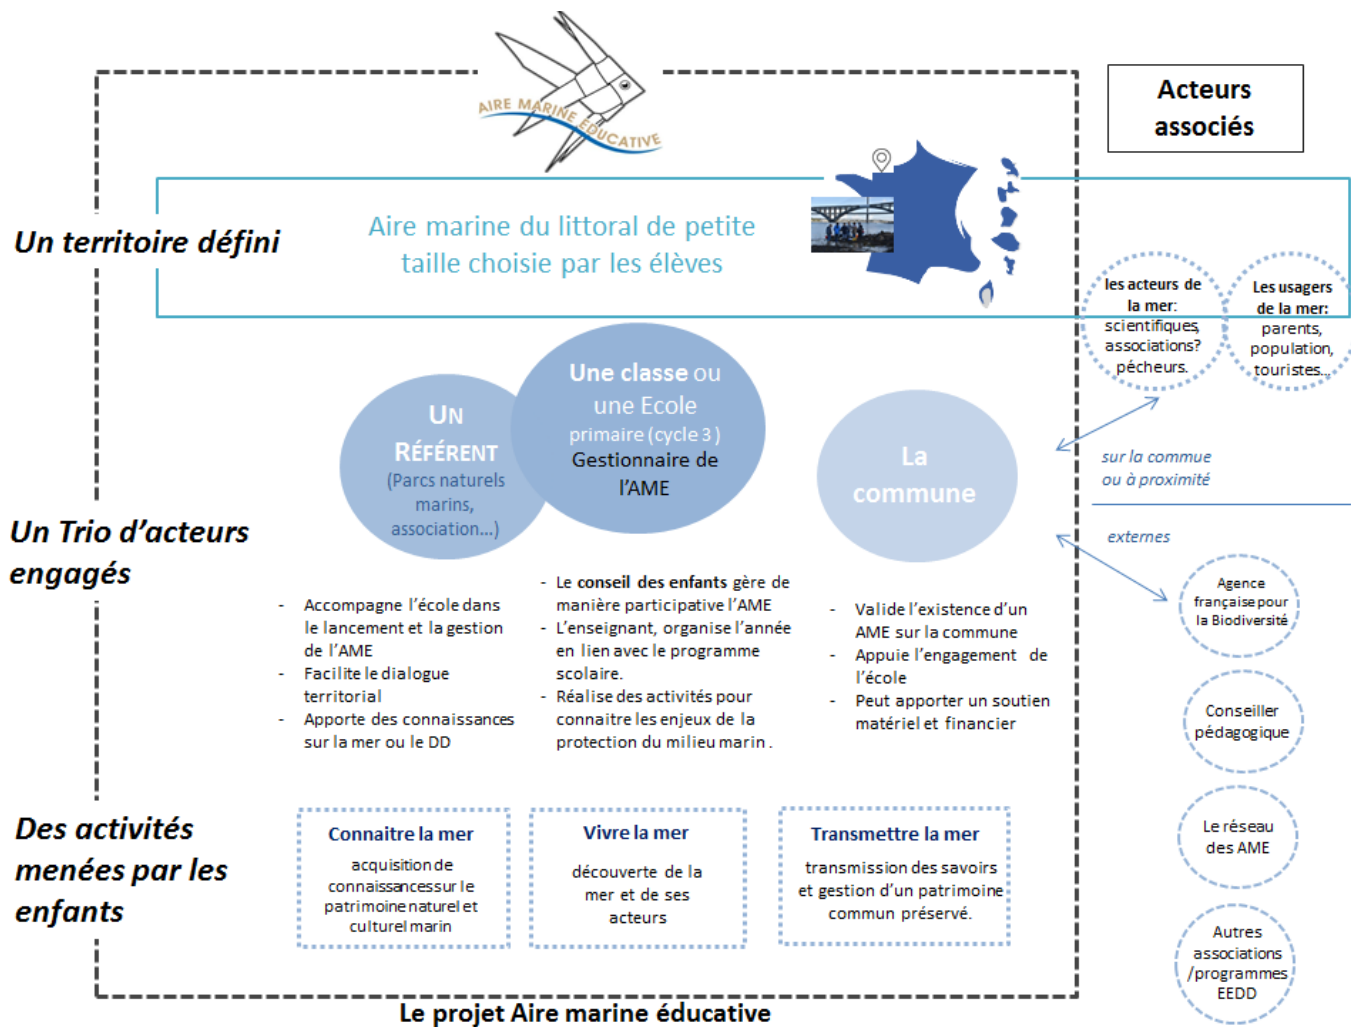 AIRE MARINE EDUCATIVE
Acteurs
associés
Un territoire défini
Aire marine du littoral de petite
taille choisie par les élèves
les acteurs de
la mer:
scientifiques,
associations?
pécheurs.
Les usagers
de la mer:
parents,
population,
touristes...
Un Trio d’acteurs
engagés
UN
RÉFÉRENT
(Parcs naturels
marins,
association...)
Une classe ou
une Ecole
primaire (cycle 3 )
Gestionnaire de
l’AME
La
commune
sur la commue
ou à proximité
externes
- Accompagne l’école dans
le lancement et la gestion
de l’AME
- Facilite le dialogue
territorial
- Apporte des connaissances
sur la mer ou le DD
- Le conseil des enfants gère de
manière participative l’AME
- L’enseignant, organise l’année
en lien avec le programme
scolaire.
- Réalise des activités pour
connaitre les enjeux de la
protection du milieu marin .
- Valide l’existence d’un
AME sur la commune
- Appuie l’engagement de
l’école
- Peut apporter un soutien
matériel et financier
Agence
française pour
la Biodiversité
Conseiller
pédagogique
Le réseau
des AME
Autres
associations
/programmes
EEDD
Des activités
menées par les
enfants
Connaitre la mer
acquisition de
connaissances sur le
patrimoine naturel et
culturel marin
Vivre la mer
découverte de la
mer et de ses
acteurs
Transmettre la mer
transmission des savoirs
et gestion d’un patrimoine
commun préservé.
Le projet Aire marine éducative